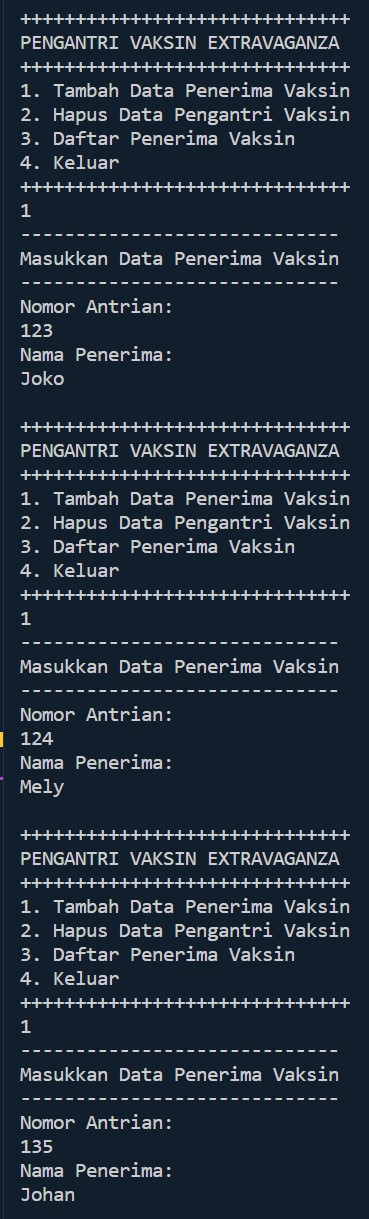 ++++++++++++++++++++++++++++++
PENGANTRI VAKSIN EXTRAVAGANZA
++++++++++++++++++++++++++++++
1. Tambah Data Penerima Vaksin
2. Hapus Data Pengantri Vaksin
3. Daftar Penerima Vaksin
4. Keluar
++++++++++++++++++++++++++++++
1
-----------------------------
Masukkan Data Penerima Vaksin
-----------------------------
Nomor Antrian:
123
Nama Penerima:
Joko

++++++++++++++++++++++++++++++
PENGANTRI VAKSIN EXTRAVAGANZA
++++++++++++++++++++++++++++++
1. Tambah Data Penerima Vaksin
2. Hapus Data Pengantri Vaksin
3. Daftar Penerima Vaksin
4. Keluar
++++++++++++++++++++++++++++++
1
-----------------------------
Masukkan Data Penerima Vaksin
-----------------------------
Nomor Antrian:
124
Nama Penerima:
Mely

++++++++++++++++++++++++++++++
PENGANTRI VAKSIN EXTRAVAGANZA
++++++++++++++++++++++++++++++
1. Tambah Data Penerima Vaksin
2. Hapus Data Pengantri Vaksin
3. Daftar Penerima Vaksin
4. Keluar
++++++++++++++++++++++++++++++
1
-----------------------------
Masukkan Data Penerima Vaksin
-----------------------------
Nomor Antrian:
135
Nama Penerima:
Johan